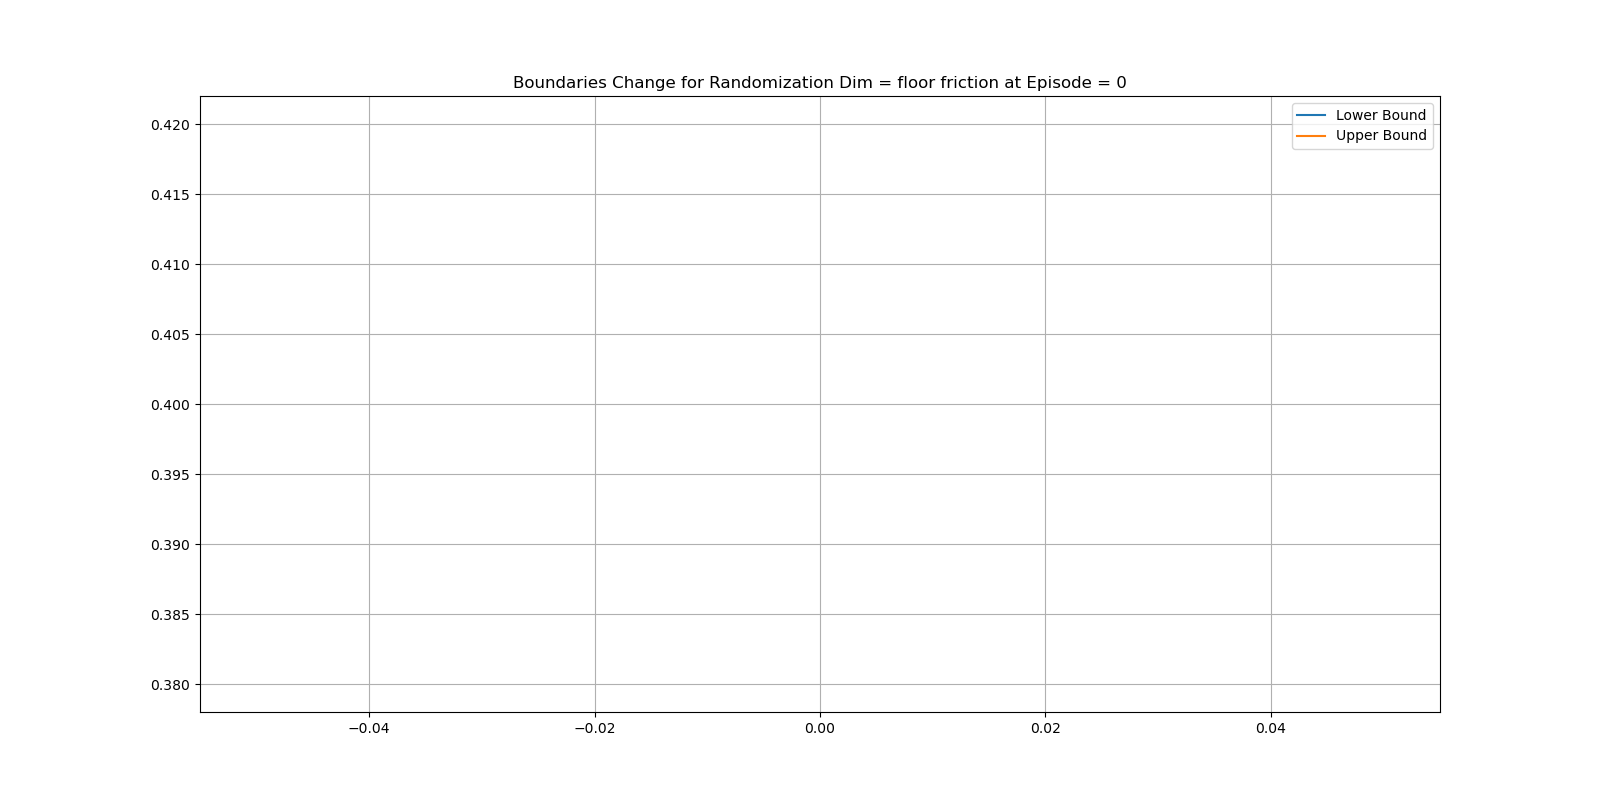 Boundaries Change for Randomization Dim = floor friction at Episode = 0
Lower Bound
Upper Bound
0.420
0.415
0.410
0.405
0.400
0.395
0.390
0.385
0.380
−0.04 −0.02 0.00 0.02 0.04